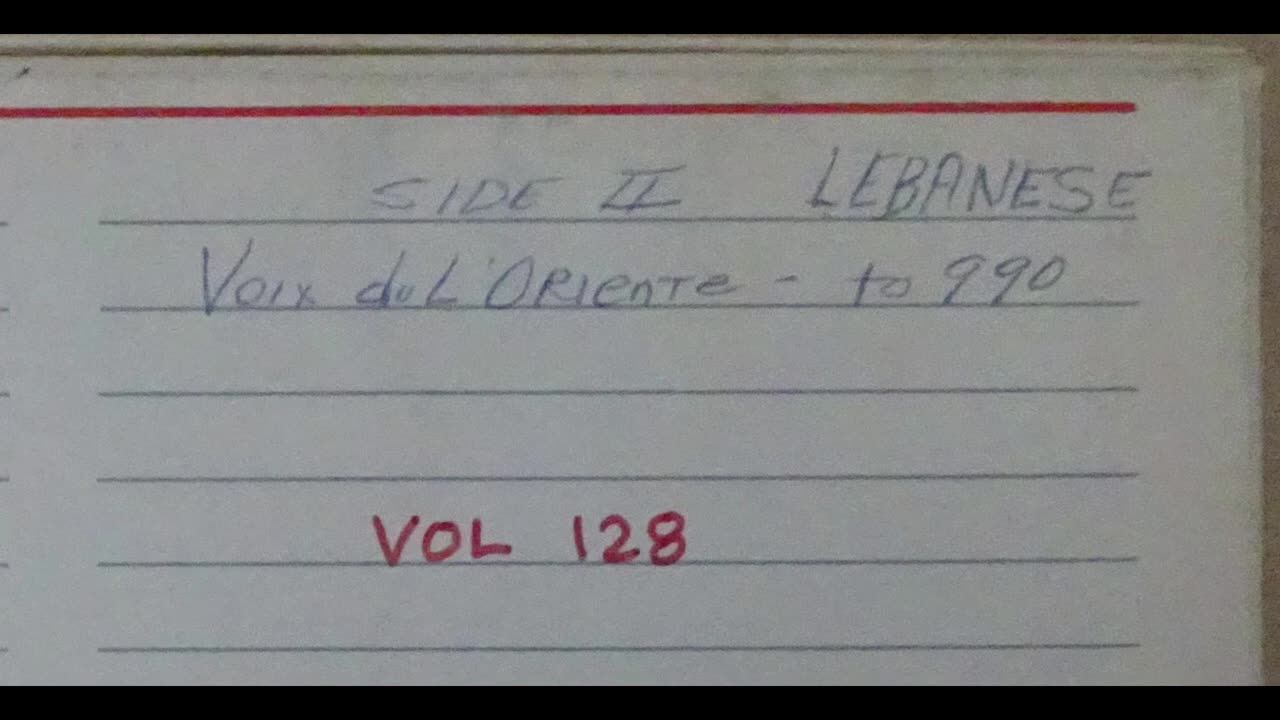 SIDE II LEBANESE
Voix du L'ORIENTE - to 990
VOL 128